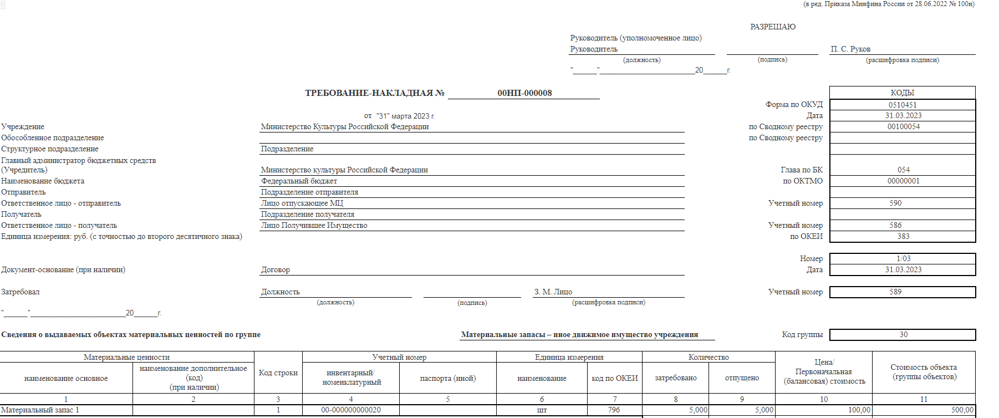 (в ред. Приказа Минфина России от 28.06.2022 № 100н)
РАЗРЕШАЮ
Руководитель (уполномоченное лицо)
Руководитель П. С. Руков
(должность) (подпись) (расшифровка подписи)
"______"________________________20______г.
ТРЕБОВАНИЕ-НАКЛАДНАЯ № 00НП-000008 КОДЫ
Форма по ОКУД 0510451
от "31" марта 2023 г. Дата 31.03.2023
Учреждение Министерство Культуры Российской Федерации по Сводному реестру 00100054
Обособленное подразделение по Сводному реестру
Структурное подразделение Подразделение
Главный администратор бюджетных средств
(Учредитель) Министерство культуры Российской Федерации Глава по БК 054
Наименование бюджета Федеральный бюджет по ОКТМО 00000001
Отправитель Подразделение отправителя
Ответственное лицо - отправитель Лицо отпускающее МЦ Учетный номер 590
Получатель Подразделение получателя
Ответственное лицо - получатель Лицо Получившее Имущество Учетный номер 586
Единица измерения: руб. (с точностью до второго десятичного знака) по ОКЕИ 383
Номер 1/03
Документ-основание (при наличии) Договор Дата 31.03.2023
Затребовал Должность З. М. Лицо Учетный номер 589
(должность) (подпись) (расшифровка подписи)
"______"________________________20______г.
Сведения о выдаваемых объектах материальных ценностей по группе Материальные запасы – иное движимое имущество учреждения Код группы 30
Материальные ценности Код строки Учетный номер Единица измерения Количество Цена/
Первоначальная
(балансовая) стоимость Стоимость объекта
(группы объектов)
наименование основное наименование дополнительное
(код)
(при наличии) инвентарный/
номенклатурный паспорта (иной) наименование код по ОКЕИ затребовано отпущено
1 2 3 4 5 6 7 8 9 10 11
Материальный запас 1 1 00-000000000020 шт 796 5,000 5,000 100,00 500,00